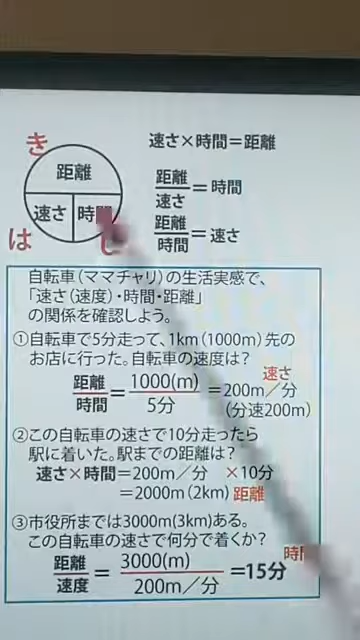 き
速さ×時間=距離
距離
距離
速さ
=時間
速さ
は
距離
時間
=速さ
自転車(ママチャリ)の生活実感で、
「速さ(速度)・時間・距離」
の関係を確認しよう。
①自転車で5分走って、1km(1000m)先の
お店に行った。自転車の速度は?
速さ
距離
時間
=
1000(m)
5分
=200m/分
(分速200m)
②この自転車の速さで10分走ったら
駅に着いた。駅までの距離は?
速さ×時間=200m/分 ×10分
=2000m(2km) 距離
③市役所までは3000m(3km)ある。
この自転車の速さで何分で着くか?
距離
速度
=
3000(m)
200m/分
=15分